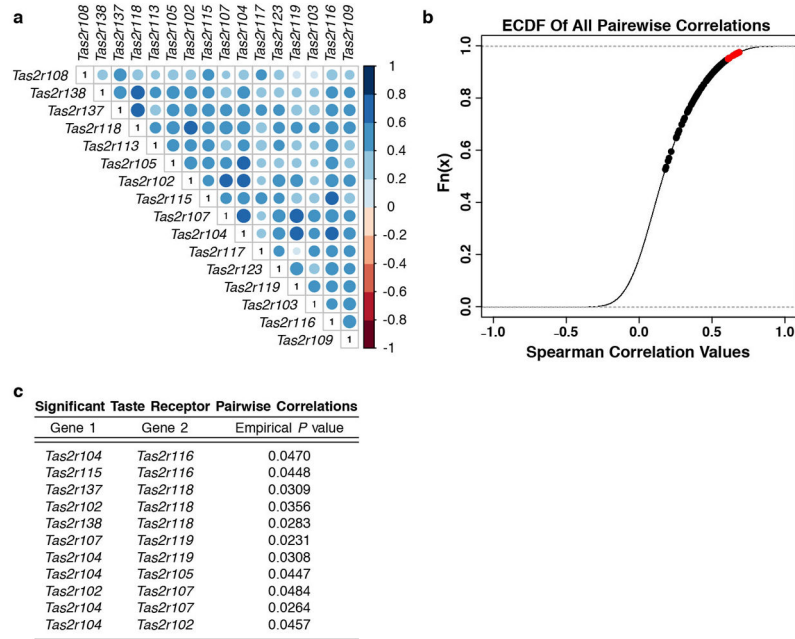 a
Tas2r108 Tas2r138 Tas2r137 Tas2r118 Tas2r113 Tas2r105 Tas2r102 Tas2r115 Tas2r107 Tas2r104 Tas2r117 Tas2r123 Tas2r119 Tas2r103 Tas2r116 Tas2r109
Tas2r108 1
Tas2r138 1
Tas2r137 1
Tas2r118 1
Tas2r113 1
Tas2r105 1
Tas2r102 1
Tas2r115 1
Tas2r107 1
Tas2r104 1
Tas2r117 1
Tas2r123 1
Tas2r119 1
Tas2r103 1
Tas2r116 1
Tas2r109 1
1
0.8
0.6
0.4
0.2
0
-0.2
-0.4
-0.6
-0.8
-1
b
ECDF Of All Pairewise Correlations
Fn(x)
1.0
0.8
0.6
0.4
0.2
0.0
−1.0 −0.5 0.0 0.5 1.0
Spearman Correlation Values
c
Significant Taste Receptor Pairwise Correlations
Gene 1 Gene 2 Empirical P value
Tas2r104 Tas2r116 0.0470
Tas2r115 Tas2r116 0.0448
Tas2r137 Tas2r118 0.0309
Tas2r102 Tas2r118 0.0356
Tas2r138 Tas2r118 0.0283
Tas2r107 Tas2r119 0.0231
Tas2r104 Tas2r119 0.0308
Tas2r104 Tas2r105 0.0447
Tas2r102 Tas2r107 0.0484
Tas2r104 Tas2r107 0.0264
Tas2r104 Tas2r102 0.0457